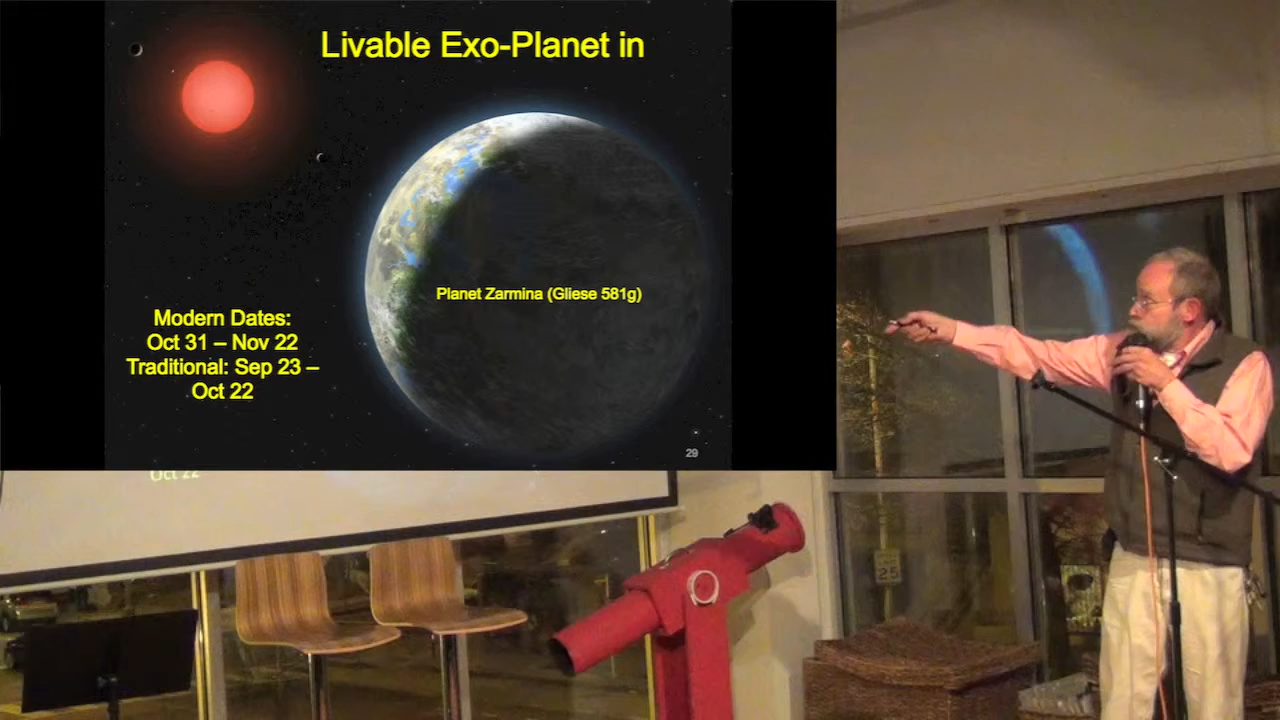 Livable Exo-Planet in
Planet Zarmina (Gliese 581g)
Modern Dates:
Oct 31 – Nov 22
Traditional: Sep 23 –
Oct 22
29
Oct 22
25